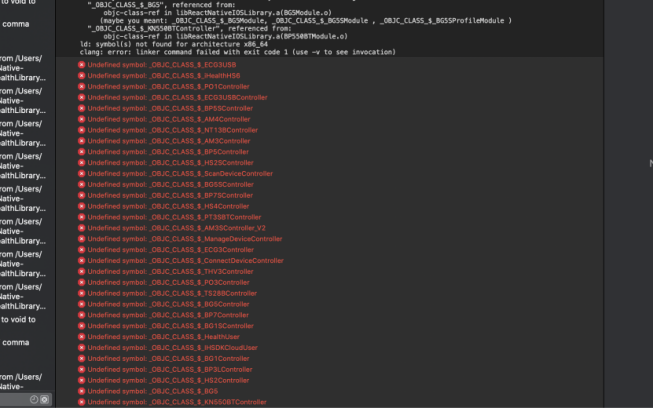 to void to
comma
rom /Users/
Native-
ealthLibrary...
rom /Users/
Native-
ealthLibrary...
rom /Users/
Native-
ealthLibrary...
rom /Users/
Native-
ealthLibrary...
rom /Users/
Native-
ealthLibrary...
rom /Users/
Native-
ealthLibrary...
rom /Users/
Native-
ealthLibrary...
rom /Users/
Native-
ealthLibrary...
to void to
comma
rom /Users/
Native-
"_OBJC_CLASS_$_BG5", referenced from:
objc-class-ref in libReactNativeIOSLibrary.a(BG5Module.o)
(maybe you meant: _OBJC_CLASS_$_BG5Module, _OBJC_CLASS_$_BG5SModule , _OBJC_CLASS_$_BG5SProfileModule )
"_OBJC_CLASS_$_KN550BTController", referenced from:
objc-class-ref in libReactNativeIOSLibrary.a(BP550BTModule.o)
ld: symbol(s) not found for architecture x86_64
clang: error: linker command failed with exit code 1 (use -v to see invocation)
Undefined symbol: _OBJC_CLASS_$_ECG3USB
Undefined symbol: _OBJC_CLASS_$_iHealthHS6
Undefined symbol: _OBJC_CLASS_$_PO1Controller
Undefined symbol: _OBJC_CLASS_$_ECG3USBController
Undefined symbol: _OBJC_CLASS_$_BP5SController
Undefined symbol: _OBJC_CLASS_$_AM4Controller
Undefined symbol: _OBJC_CLASS_$_NT13BController
Undefined symbol: _OBJC_CLASS_$_AM3Controller
Undefined symbol: _OBJC_CLASS_$_BP5Controller
Undefined symbol: _OBJC_CLASS_$_HS2SController
Undefined symbol: _OBJC_CLASS_$_ScanDeviceController
Undefined symbol: _OBJC_CLASS_$_BG5SController
Undefined symbol: _OBJC_CLASS_$_BP7SController
Undefined symbol: _OBJC_CLASS_$_HS4Controller
Undefined symbol: _OBJC_CLASS_$_PT3SBTController
Undefined symbol: _OBJC_CLASS_$_AM3SController_V2
Undefined symbol: _OBJC_CLASS_$_ManageDeviceController
Undefined symbol: _OBJC_CLASS_$_ECG3Controller
Undefined symbol: _OBJC_CLASS_$_ConnectDeviceController
Undefined symbol: _OBJC_CLASS_$_THV3Controller
Undefined symbol: _OBJC_CLASS_$_PO3Controller
Undefined symbol: _OBJC_CLASS_$_TS28BController
Undefined symbol: _OBJC_CLASS_$_BG5Controller
Undefined symbol: _OBJC_CLASS_$_BP7Controller
Undefined symbol: _OBJC_CLASS_$_BG1SController
Undefined symbol: _OBJC_CLASS_$_HealthUser
Undefined symbol: _OBJC_CLASS_$_IHSDKCloudUser
Undefined symbol: _OBJC_CLASS_$_BG1Controller
Undefined symbol: _OBJC_CLASS_$_BP3LController
Undefined symbol: _OBJC_CLASS_$_HS2Controller
Undefined symbol: _OBJC_CLASS_$_BG5
Undefined symbol: _OBJC_CLASS_$_KN550BTController